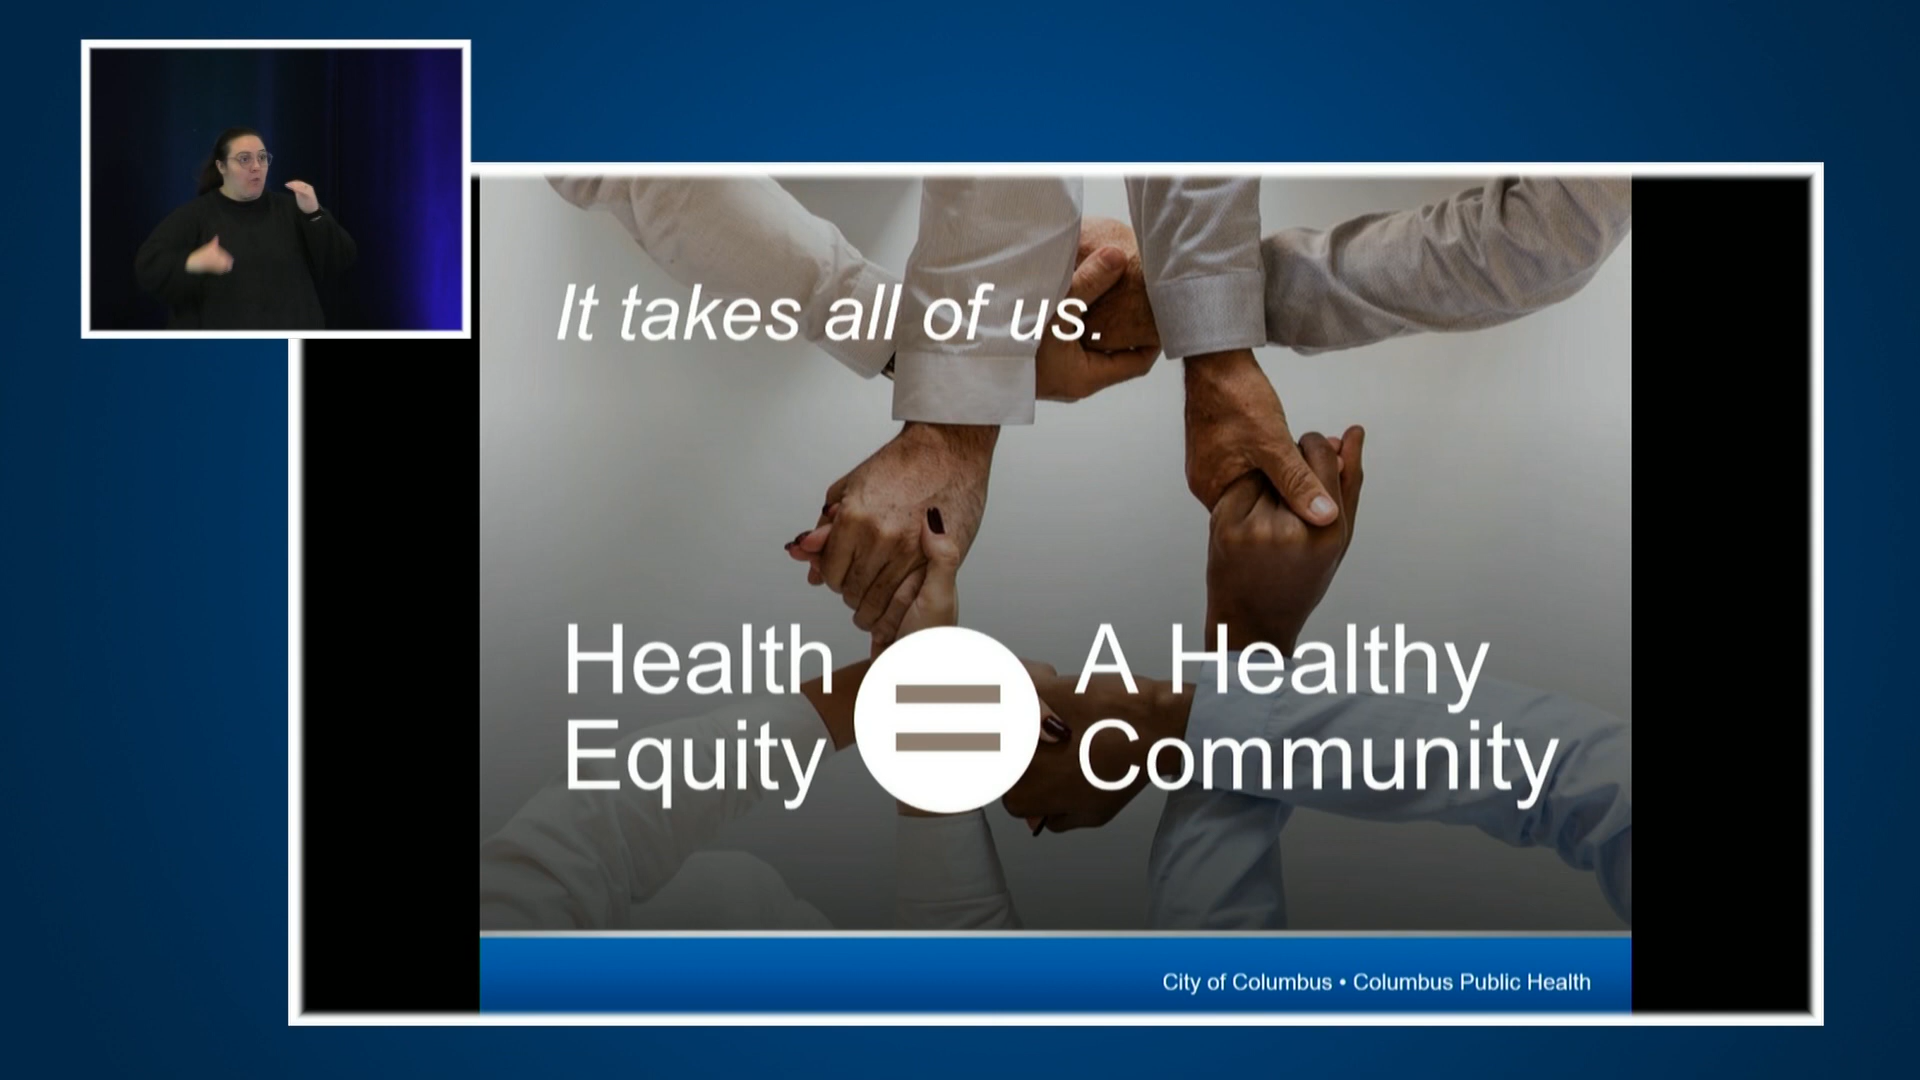 It takes all of us.
Health
Equity
=
A Healthy
Community
City of Columbus • Columbus Public Health